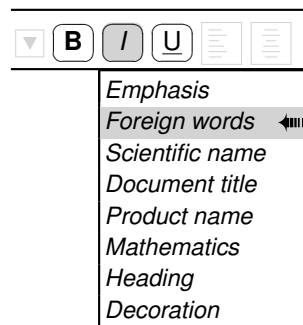 B I U
Emphasis
Foreign words
Scientific name
Document title
Product name
Mathematics
Heading
Decoration